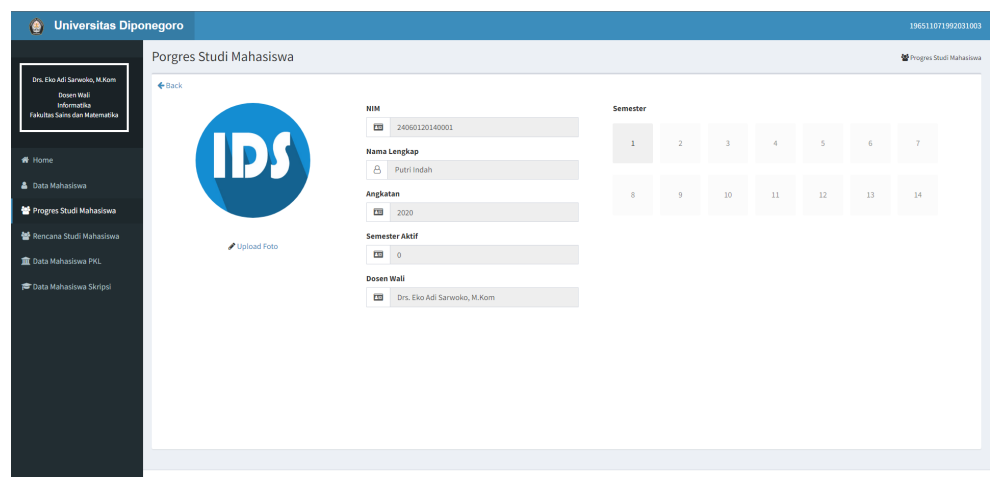 Universitas Diponegoro
196511071992031003
Drs. Eko Adi Sarwoko, M.Kom
Dosen Wali
Informatika
Fakultas Sains dan Matematika
Home
Data Mahasiswa
Progres Studi Mahasiswa
Rencana Studi Mahasiswa
Data Mahasiswa PKL
Data Mahasiswa Skripsi
Porgres Studi Mahasiswa
Progres Studi Mahasiswa
Back
IDS
Upload Foto
NIM
24060120140001
Nama Lengkap
Putri Indah
Angkatan
2020
Semester Aktif
0
Dosen Wali
Drs. Eko Adi Sarwoko, M.Kom
Semester
1 2 3 4 5 6 7
8 9 10 11 12 13 14